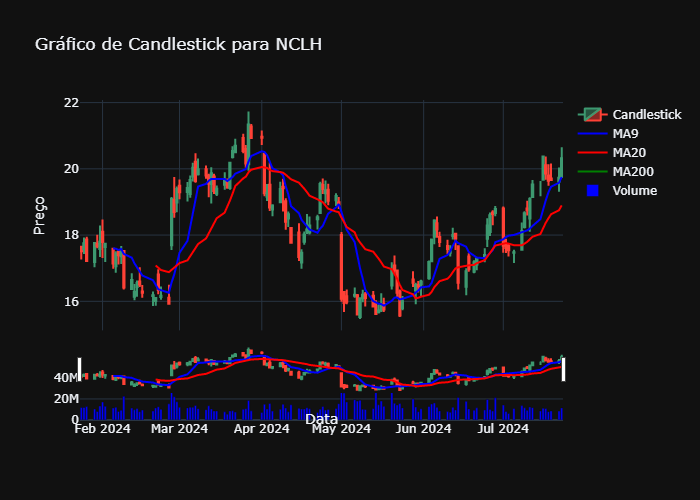 Gráfico de Candlestick para NCLH
Preço
22
20
18
16
Candlestick
MA9
MA20
MA200
Volume
40M
20M
0
Data
Feb 2024 Mar 2024 Apr 2024 May 2024 Jun 2024 Jul 2024